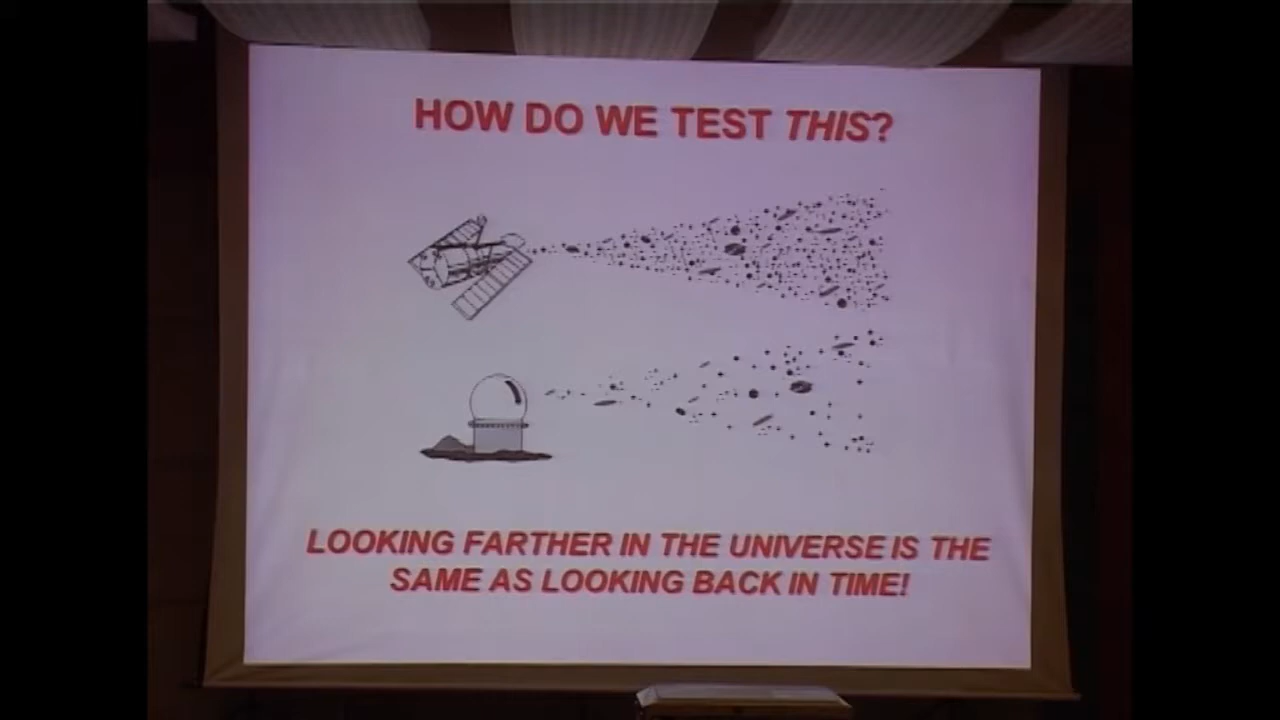 HOW DO WE TEST THIS?
LOOKING FARTHER IN THE UNIVERSE IS THE
SAME AS LOOKING BACK IN TIME!